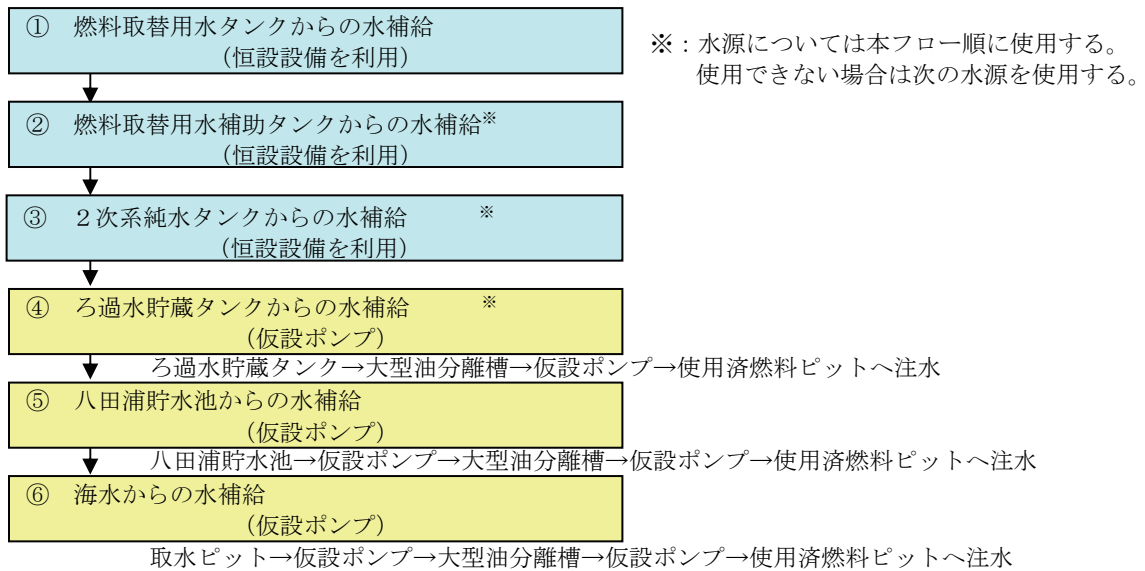 ① 燃料取替用水タンクからの水補給
(恒設設備を利用)
※：水源については本フロー順に使用する。
使用できない場合は次の水源を使用する。
② 燃料取替用水補助タンクからの水補給※
(恒設設備を利用)
③ ２次系純水タンクからの水補給 ※
(恒設設備を利用)
④ ろ過水貯蔵タンクからの水補給 ※
(仮設ポンプ)
ろ過水貯蔵タンク→大型油分離槽→仮設ポンプ→使用済燃料ピットへ注水
⑤ 八田浦貯水池からの水補給
(仮設ポンプ)
八田浦貯水池→仮設ポンプ→大型油分離槽→仮設ポンプ→使用済燃料ピットへ注水
⑥ 海水からの水補給
(仮設ポンプ)
取水ピット→仮設ポンプ→大型油分離槽→仮設ポンプ→使用済燃料ピットへ注水